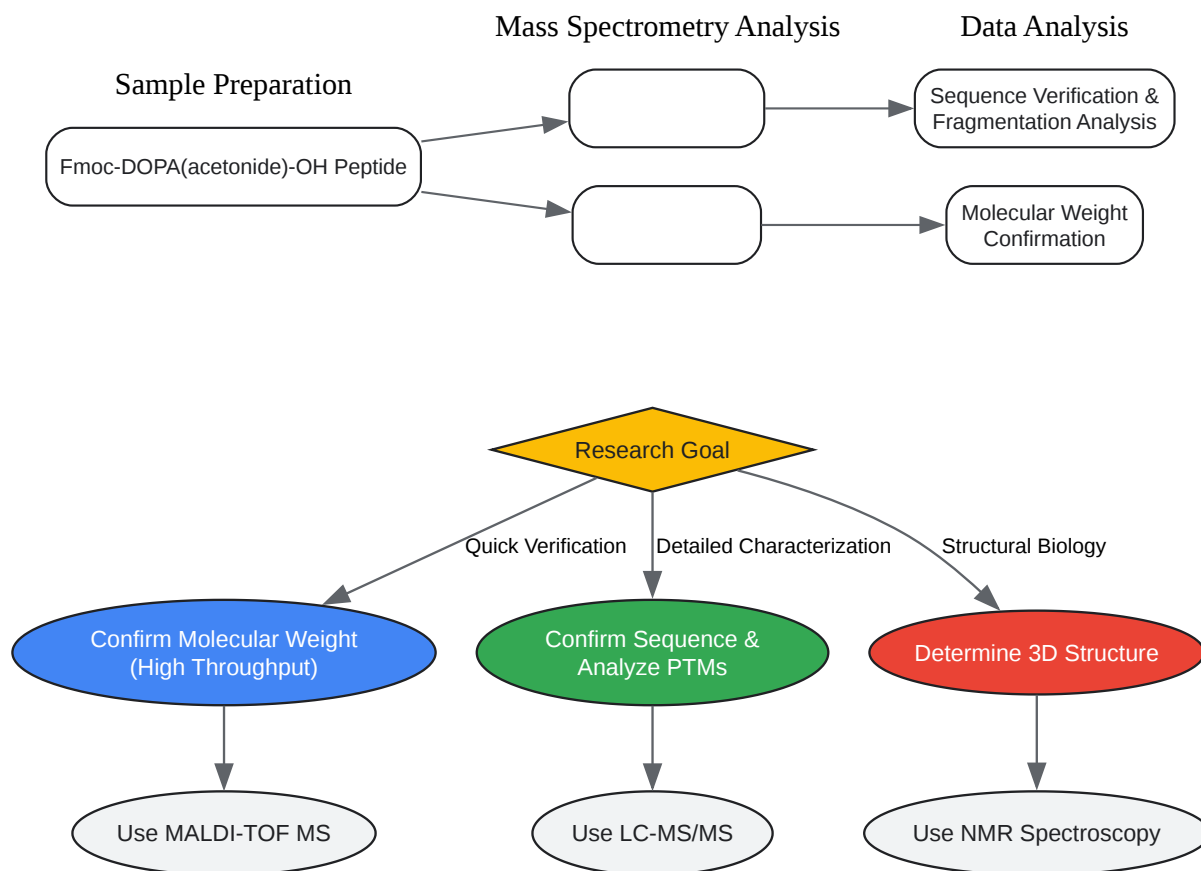 Mass Spectrometry Analysis
Data Analysis
Sample Preparation
Sequence Verification &
Fragmentation Analysis
Fmoc-DOPA(acetonide)-OH Peptide
Molecular Weight
Confirmation
Research Goal
Quick Verification
Detailed Characterization
Structural Biology
Confirm Molecular Weight
(High Throughput)
Confirm Sequence &
Analyze PTMs
Determine 3D Structure
Use MALDI-TOF MS
Use LC-MS/MS
Use NMR Spectroscopy